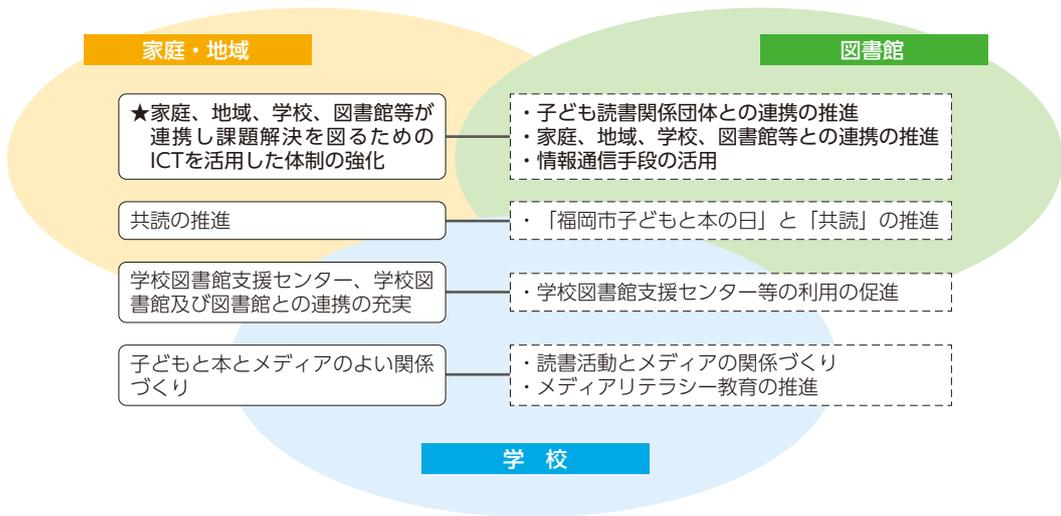 家庭・地域
図書館
★家庭、地域、学校、図書館等が
連携し課題解決を図るための
ICTを活用した体制の強化
・子ども読書関係団体との連携の推進
・家庭、地域、学校、図書館等との連携の推進
・情報通信手段の活用
共読の推進
・「福岡市子どもと本の日」と「共読」の推進
学校図書館支援センター、学校図
書館及び図書館との連携の充実
・学校図書館支援センター等の利用の促進
子どもと本とメディアのよい関係
づくり
・読書活動とメディアの関係づくり
・メディアリテラシー教育の推進
学　校